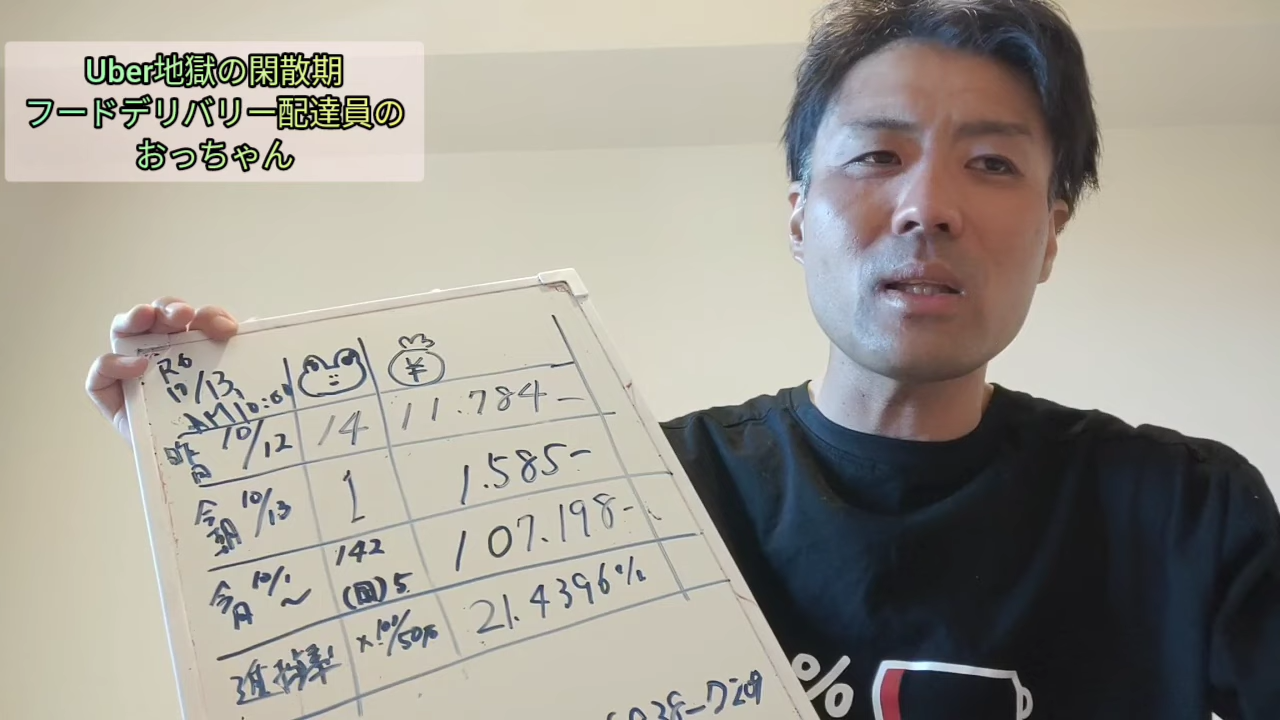 Uber地獄の閑散期
フードデリバリー配達員の
おっちゃん
R6
10/13
AM10:
¥
昨日 10/12 14 11.784-
今朝 10/13 1 1.585-
今月 10/1~ 142 (回)5 107.198-
進捗率 ×100/50万 21.4396%
%